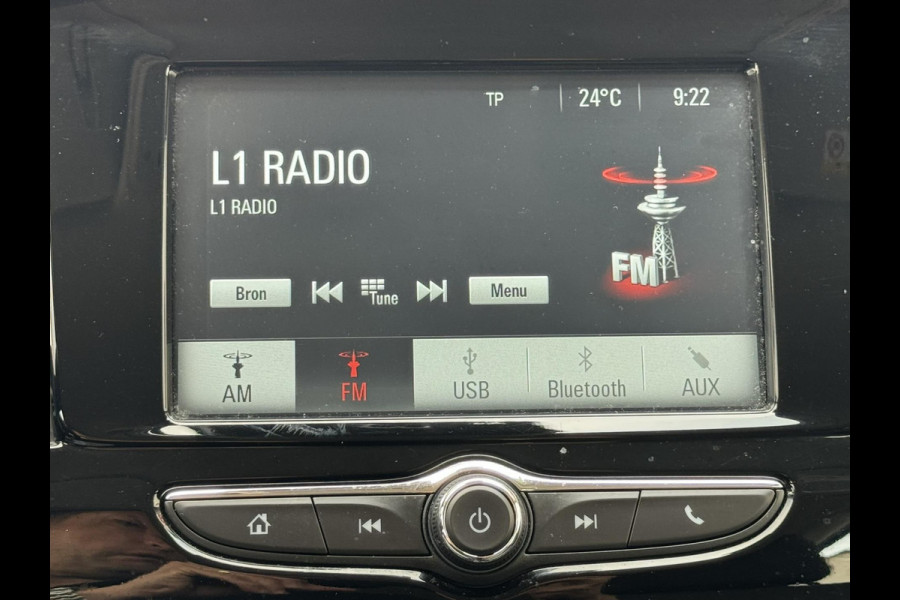 TP 24°C 9:22
L1 RADIO
L1 RADIO
FM
Bron Tune Menu
AM FM USB Bluetooth AUX